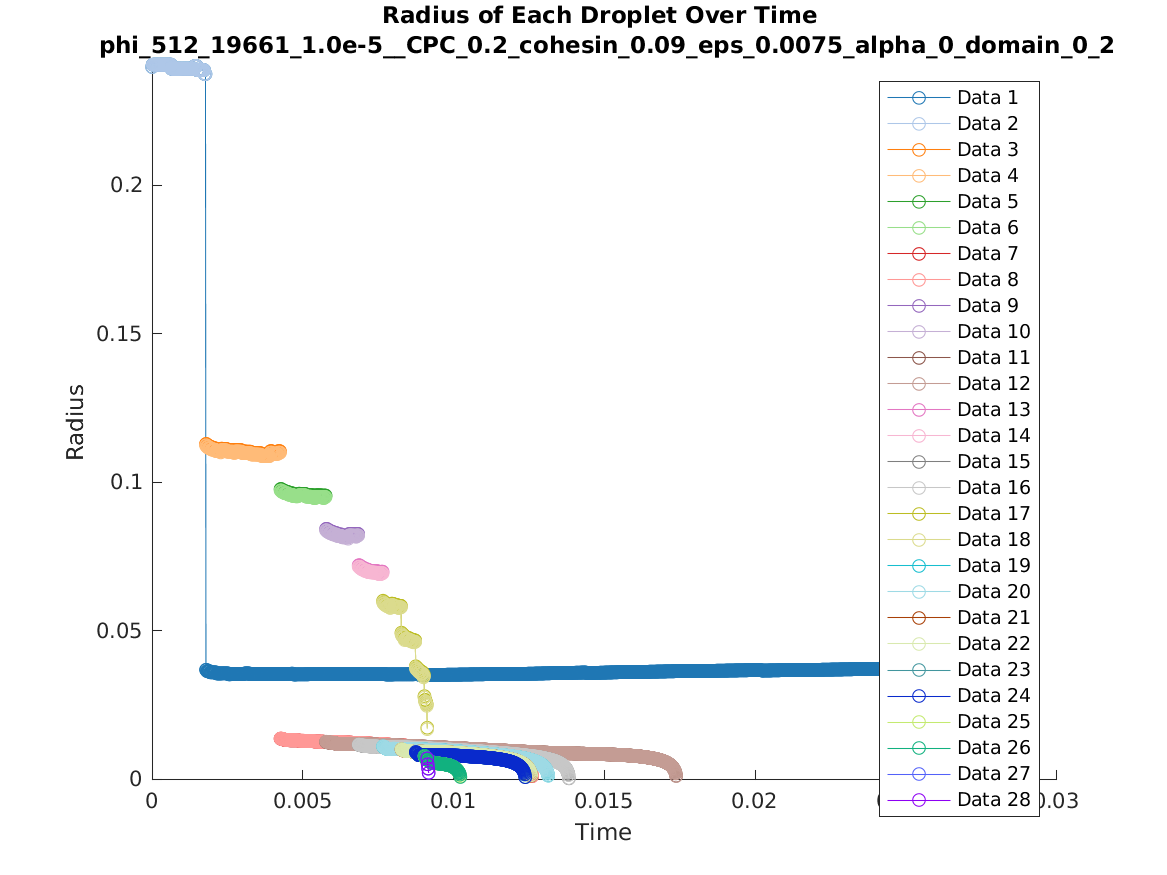 Radius of Each Droplet Over Time
phi_512_19661_1.0e-5__CPC_0.2_cohesin_0.09_eps_0.0075_alpha_0_domain_0_2
0.2
0.15
0.1
0.05
0
Radius
0
0.005
0.01
0.015
0.02
0.03
Time
Data 1
Data 2
Data 3
Data 4
Data 5
Data 6
Data 7
Data 8
Data 9
Data 10
Data 11
Data 12
Data 13
Data 14
Data 15
Data 16
Data 17
Data 18
Data 19
Data 20
Data 21
Data 22
Data 23
Data 24
Data 25
Data 26
Data 27
Data 28